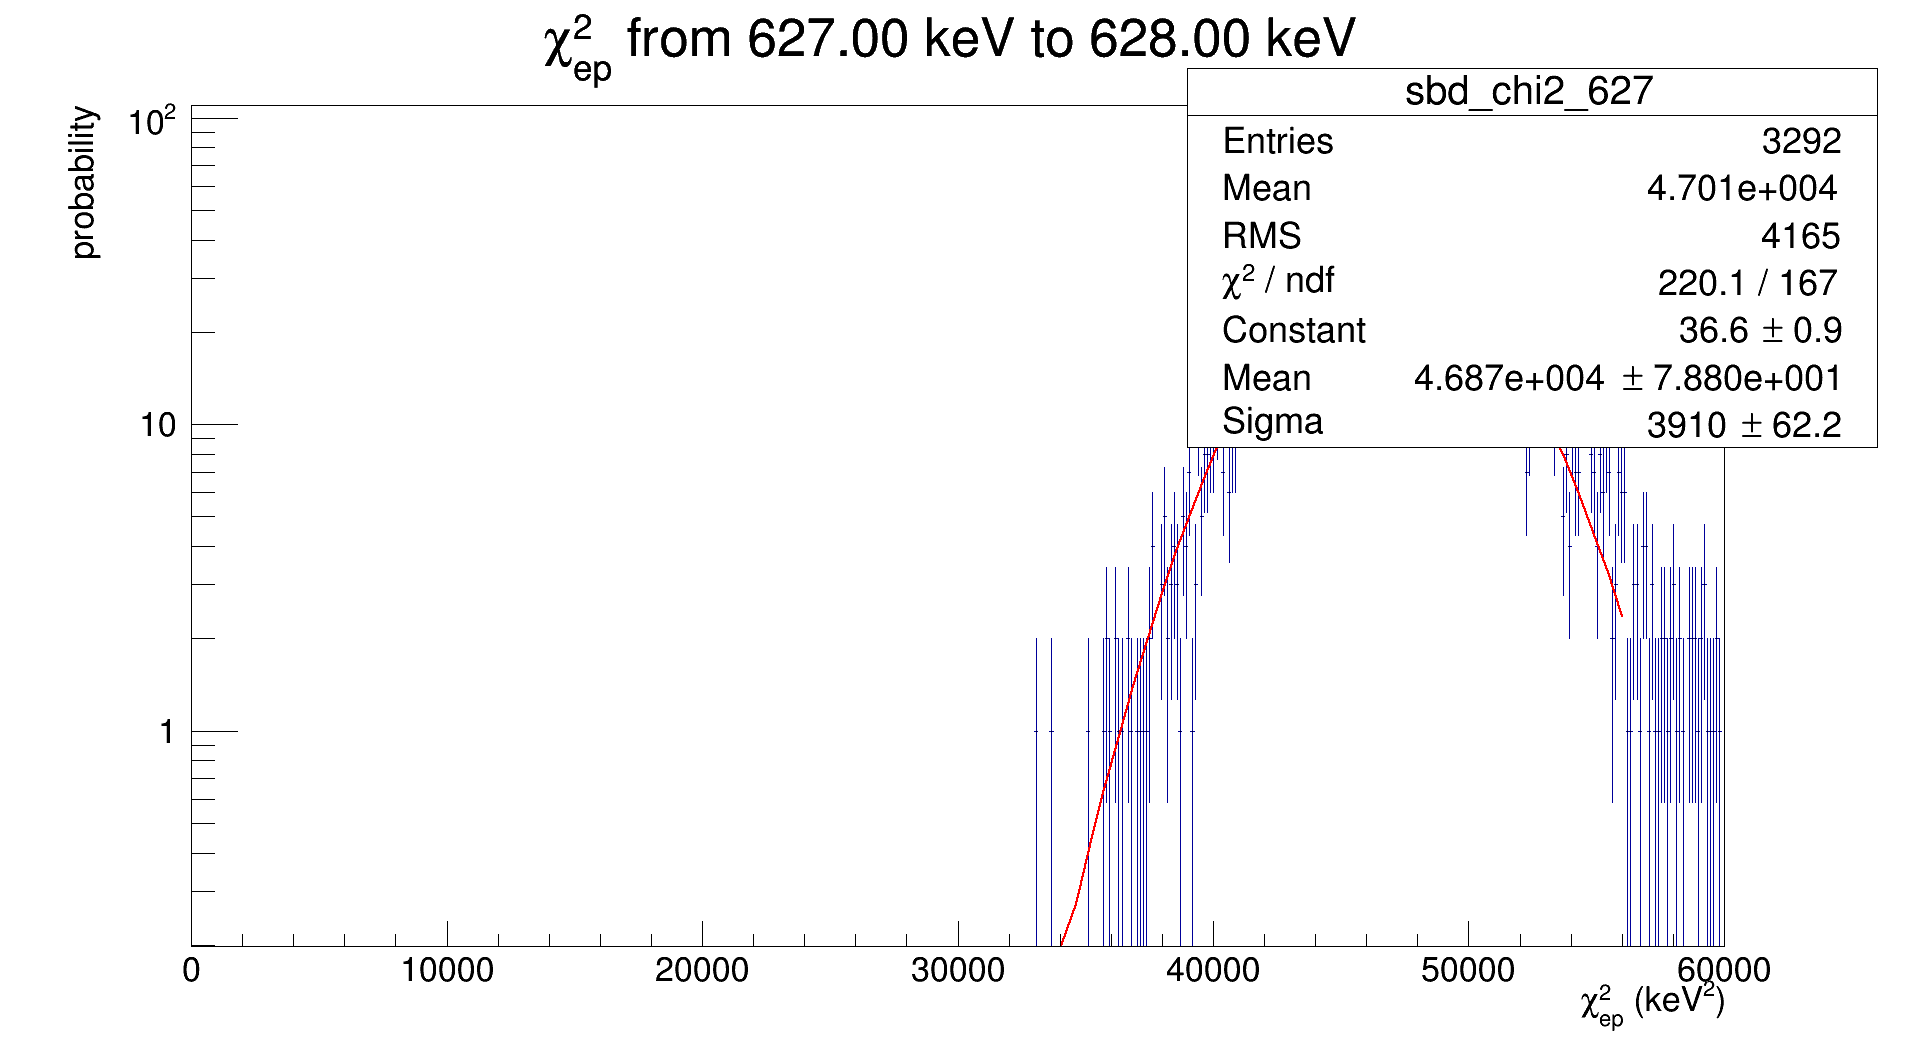 χ²ep from 627.00 keV to 628.00 keV
sbd_chi2_627
Entries 3292
Mean 4.701e+004
RMS 4165
χ² / ndf 220.1 / 167
Constant 36.6 ± 0.9
Mean 4.687e+004 ± 7.880e+001
Sigma 3910 ± 62.2
probability
10²
10
1
0 10000 20000 30000 40000 50000 60000
χ²ep (keV²)